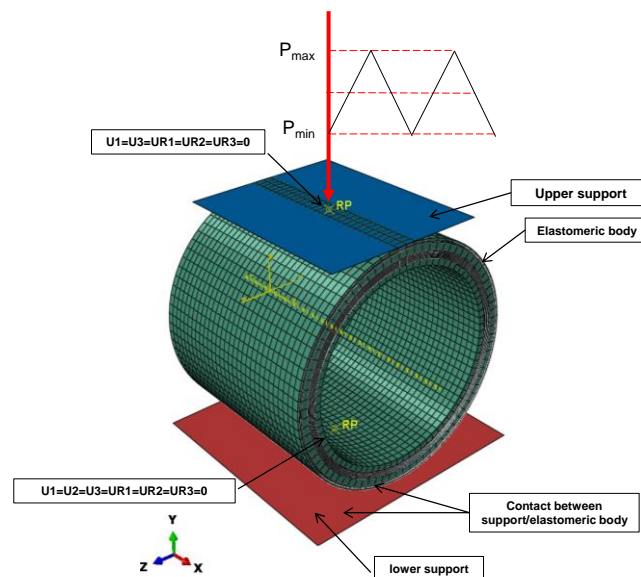 Pmax
Pmin
U1=U3=UR1=UR2=UR3=0
RP
Upper support
Elastomeric body
RP
U1=U2=U3=UR1=UR2=UR3=0
Contact between
support/elastomeric body
lower support
Y
Z
X